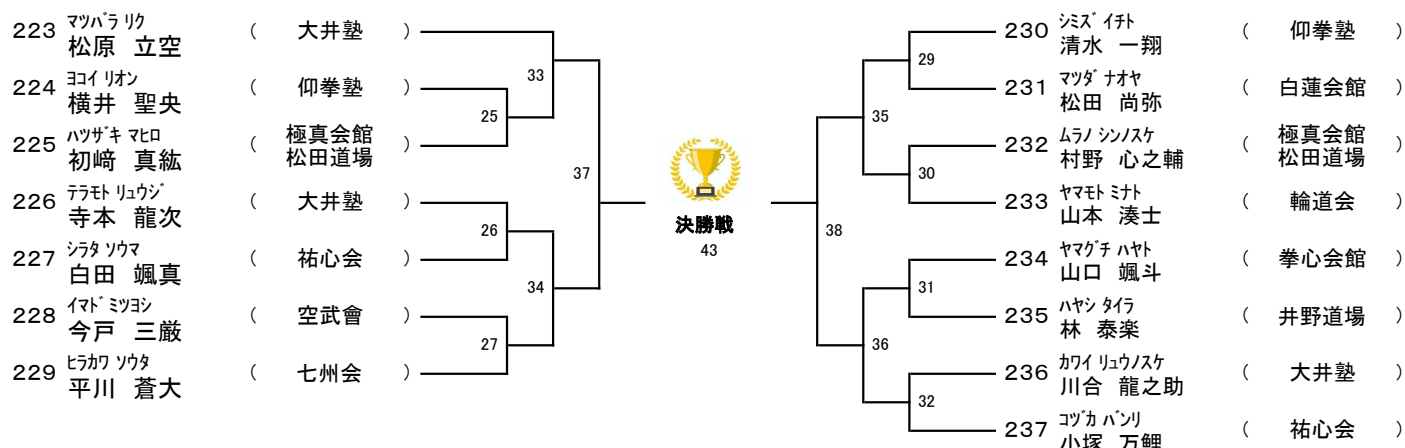 マツバラ リク
223 松原 立空 （ 大井塾 ）
ヨコイ リオン
224 横井 聖央 （ 仰拳塾 ）
ハツザキ マヒロ
225 初﨑 真紘 （ 極真会館 松田道場 ）
テラモト リュウジ
226 寺本 龍次 （ 大井塾 ）
シラタ ソウマ
227 白田 颯真 （ 祐心会 ）
イマド ミツヨシ
228 今戸 三厳 （ 空武會 ）
ヒラカワ ソウタ
229 平川 蒼大 （ 七州会 ）
33
25
37
26
34
27
決勝戦
43
29
35
30
38
31
36
32
シミズ イチト
230 清水 一翔 （ 仰拳塾 ）
マツダ ナオヤ
231 松田 尚弥 （ 白蓮会館 ）
ムラノ シンノスケ
232 村野 心之輔 （ 極真会館 松田道場 ）
ヤマモト ミナト
233 山本 湊士 （ 輪道会 ）
ヤマグチ ハヤト
234 山口 颯斗 （ 拳心会館 ）
ハヤシ タイラ
235 林 泰楽 （ 井野道場 ）
カワイ リュウノスケ
236 川合 龍之助 （ 大井塾 ）
コヅカ バンリ
237 小塚 万鯉 （ 祐心会 ）